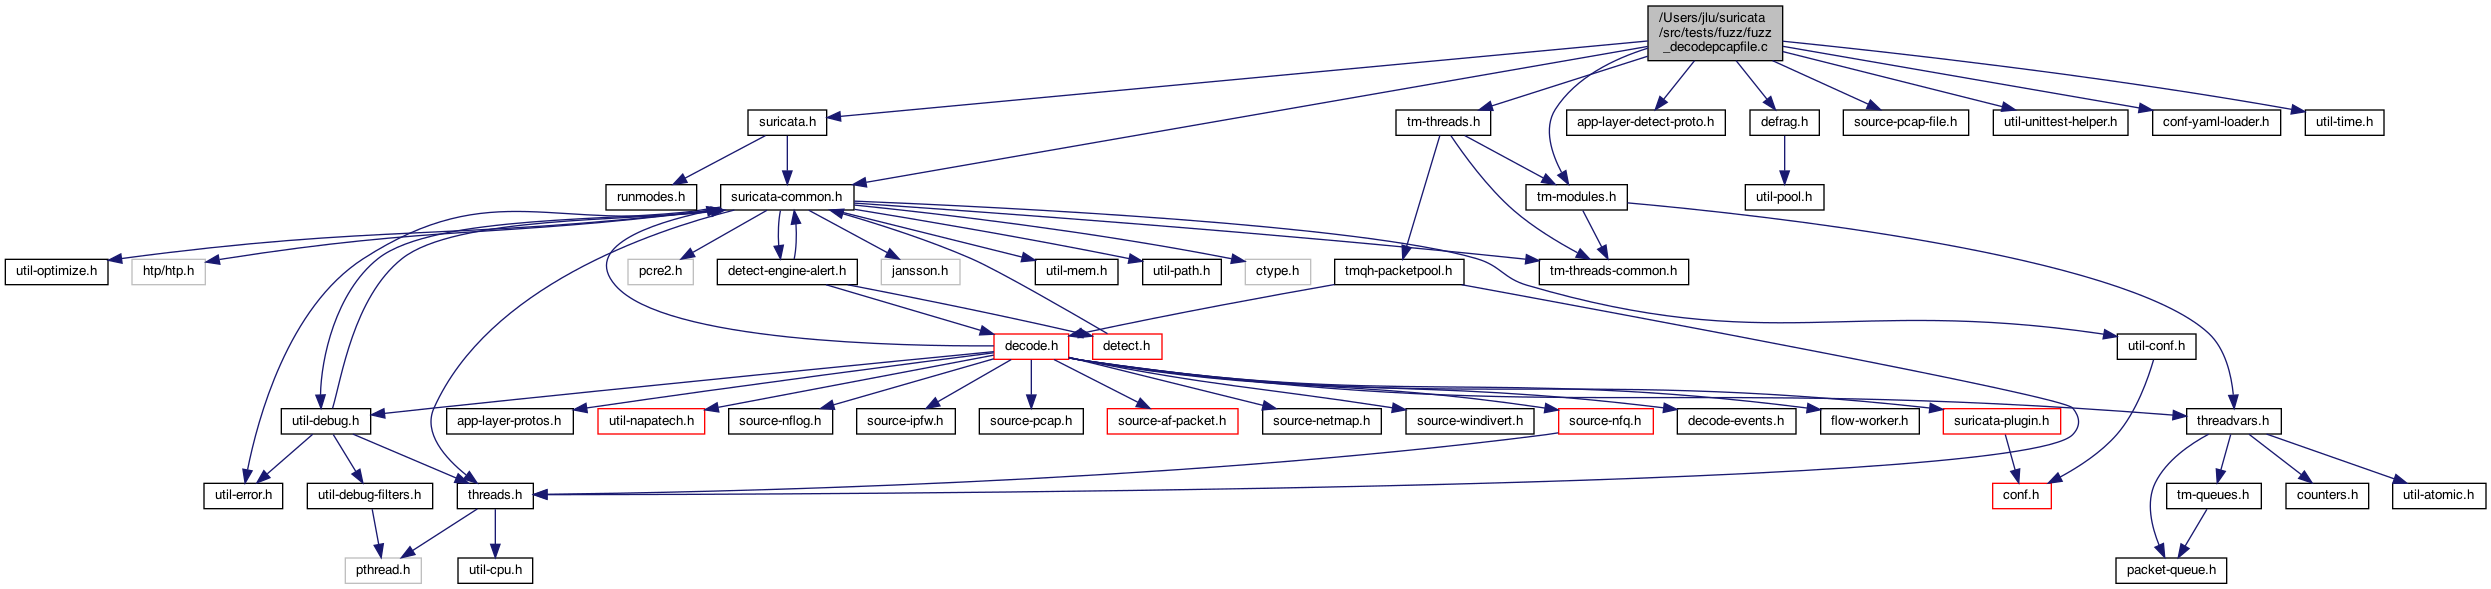 /Users/jlu/suricata
/src/tests/fuzz/fuzz
_decodepcapfile.c
suricata.h
tm-threads.h
app-layer-detect-proto.h
defrag.h
source-pcap-file.h
util-unittest-helper.h
conf-yaml-loader.h
util-time.h
runmodes.h
suricata-common.h
tm-modules.h
util-pool.h
util-optimize.h
htp/htp.h
pcre2.h
detect-engine-alert.h
jansson.h
util-mem.h
util-path.h
ctype.h
tmqh-packetpool.h
tm-threads-common.h
decode.h
detect.h
util-conf.h
util-debug.h
app-layer-protos.h
util-napatech.h
source-nflog.h
source-ipfw.h
source-pcap.h
source-af-packet.h
source-netmap.h
source-windivert.h
source-nfq.h
decode-events.h
flow-worker.h
suricata-plugin.h
threadvars.h
util-error.h
util-debug-filters.h
threads.h
conf.h
tm-queues.h
counters.h
util-atomic.h
pthread.h
util-cpu.h
packet-queue.h